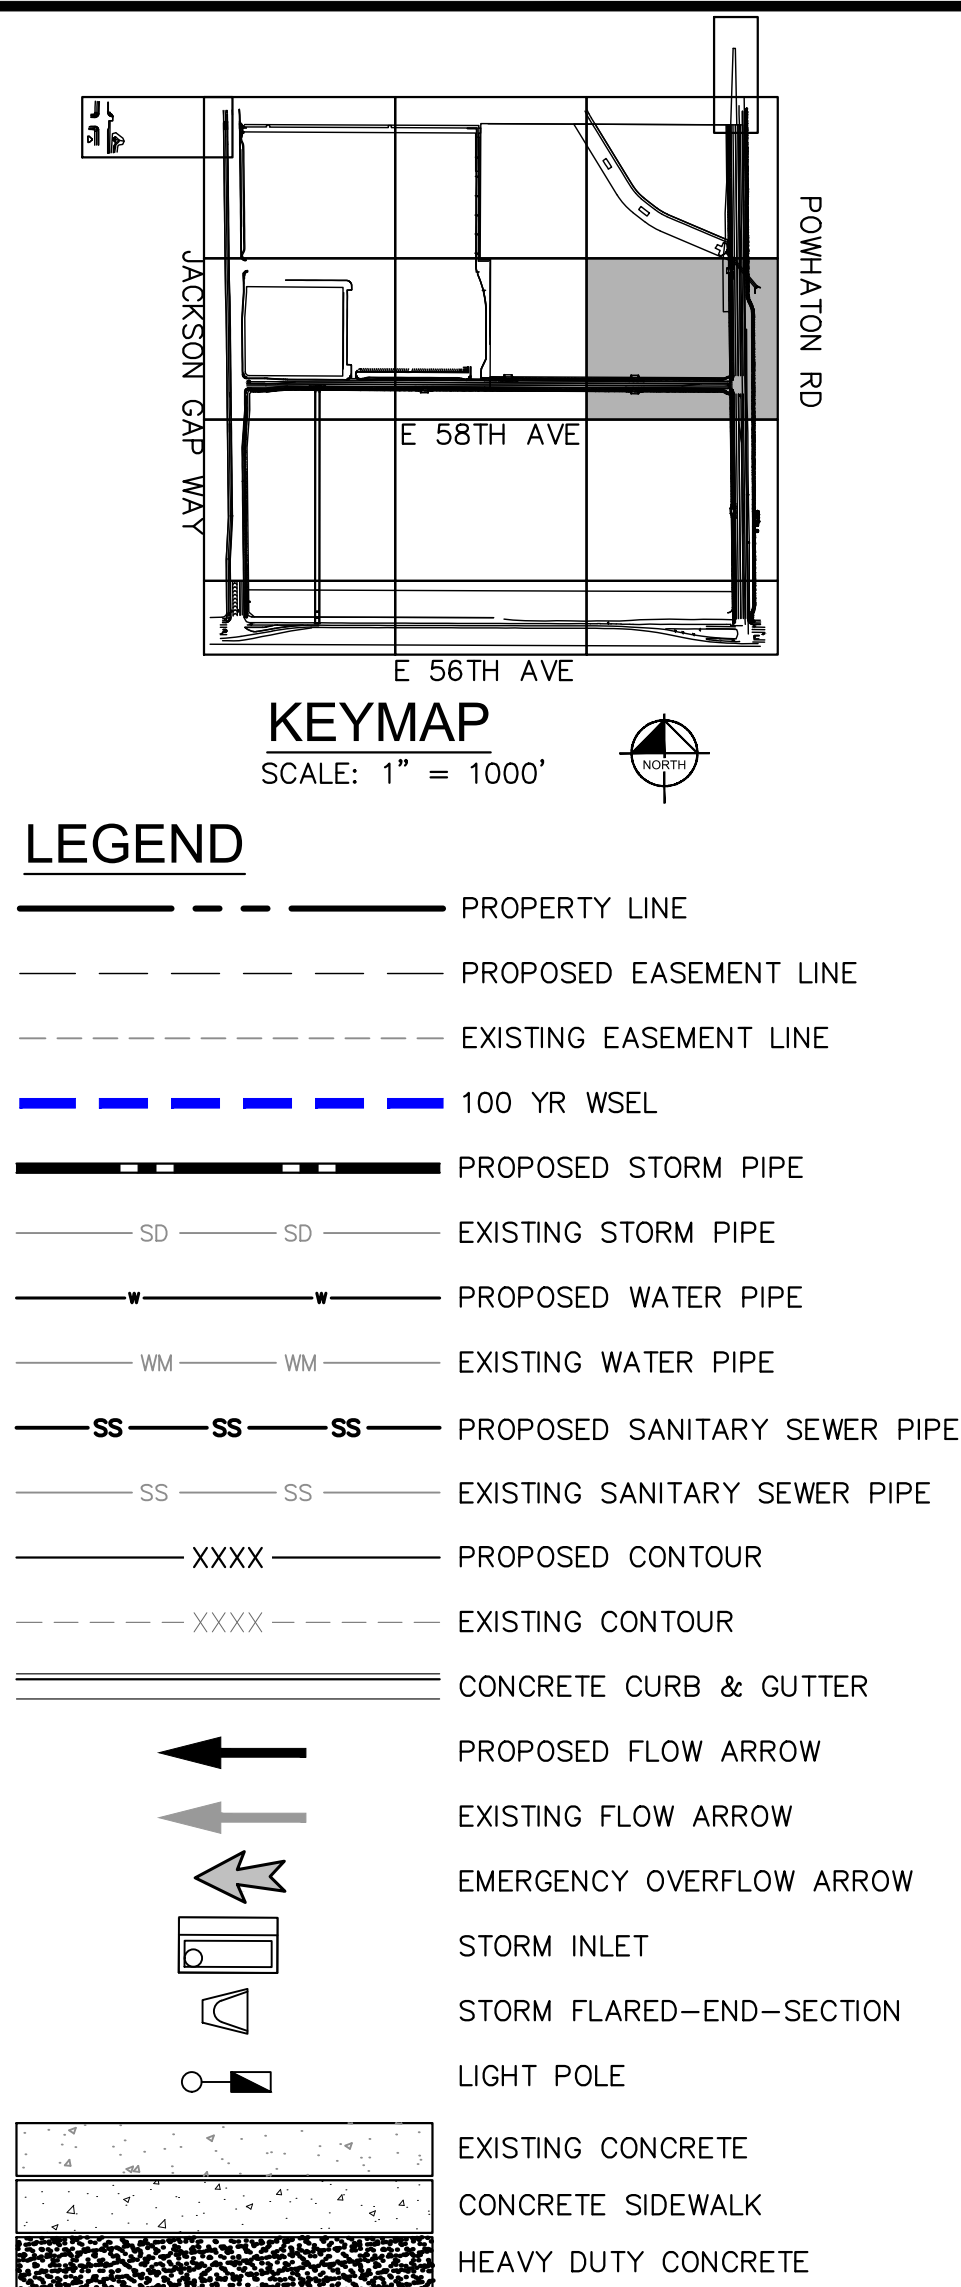 POWHATON RD
JACKSON GAP WAY
E 58TH AVE
E 56TH AVE
KEYMAP
SCALE: 1" = 1000'
NORTH
LEGEND
PROPERTY LINE
PROPOSED EASEMENT LINE
EXISTING EASEMENT LINE
100 YR WSEL
PROPOSED STORM PIPE
SD SD EXISTING STORM PIPE
W W PROPOSED WATER PIPE
WM WM EXISTING WATER PIPE
SS SS SS PROPOSED SANITARY SEWER PIPE
SS SS EXISTING SANITARY SEWER PIPE
XXXX PROPOSED CONTOUR
XXXX EXISTING CONTOUR
CONCRETE CURB & GUTTER
PROPOSED FLOW ARROW
EXISTING FLOW ARROW
EMERGENCY OVERFLOW ARROW
STORM INLET
STORM FLARED-END-SECTION
LIGHT POLE
EXISTING CONCRETE
CONCRETE SIDEWALK
HEAVY DUTY CONCRETE